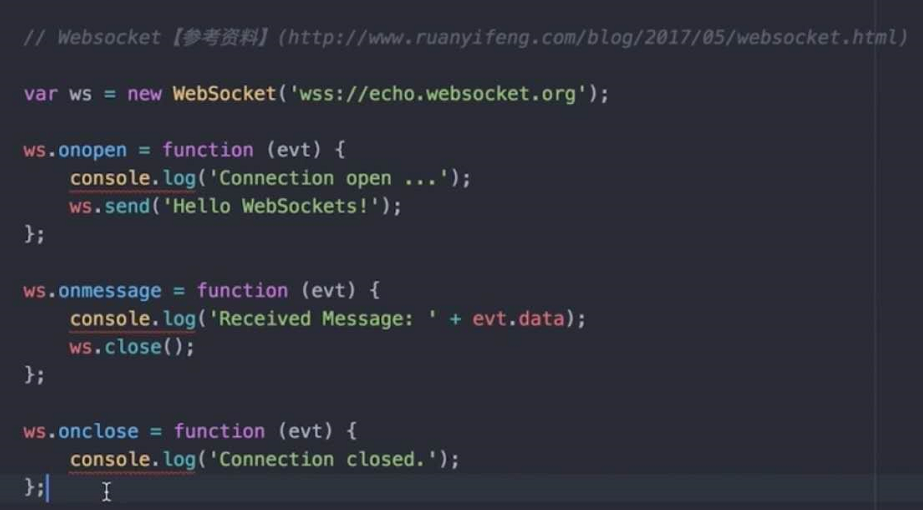 // Websocket【参考资料】(http://www.ruanyifeng.com/blog/2017/05/websocket.html)
var ws = new WebSocket('wss://echo.websocket.org');
ws.onopen = function (evt) {
    console.log('Connection open ...');
    ws.send('Hello WebSockets!');
};
ws.onmessage = function (evt) {
    console.log('Received Message: ' + evt.data);
    ws.close();
};
ws.onclose = function (evt) {
    console.log('Connection closed.');
};